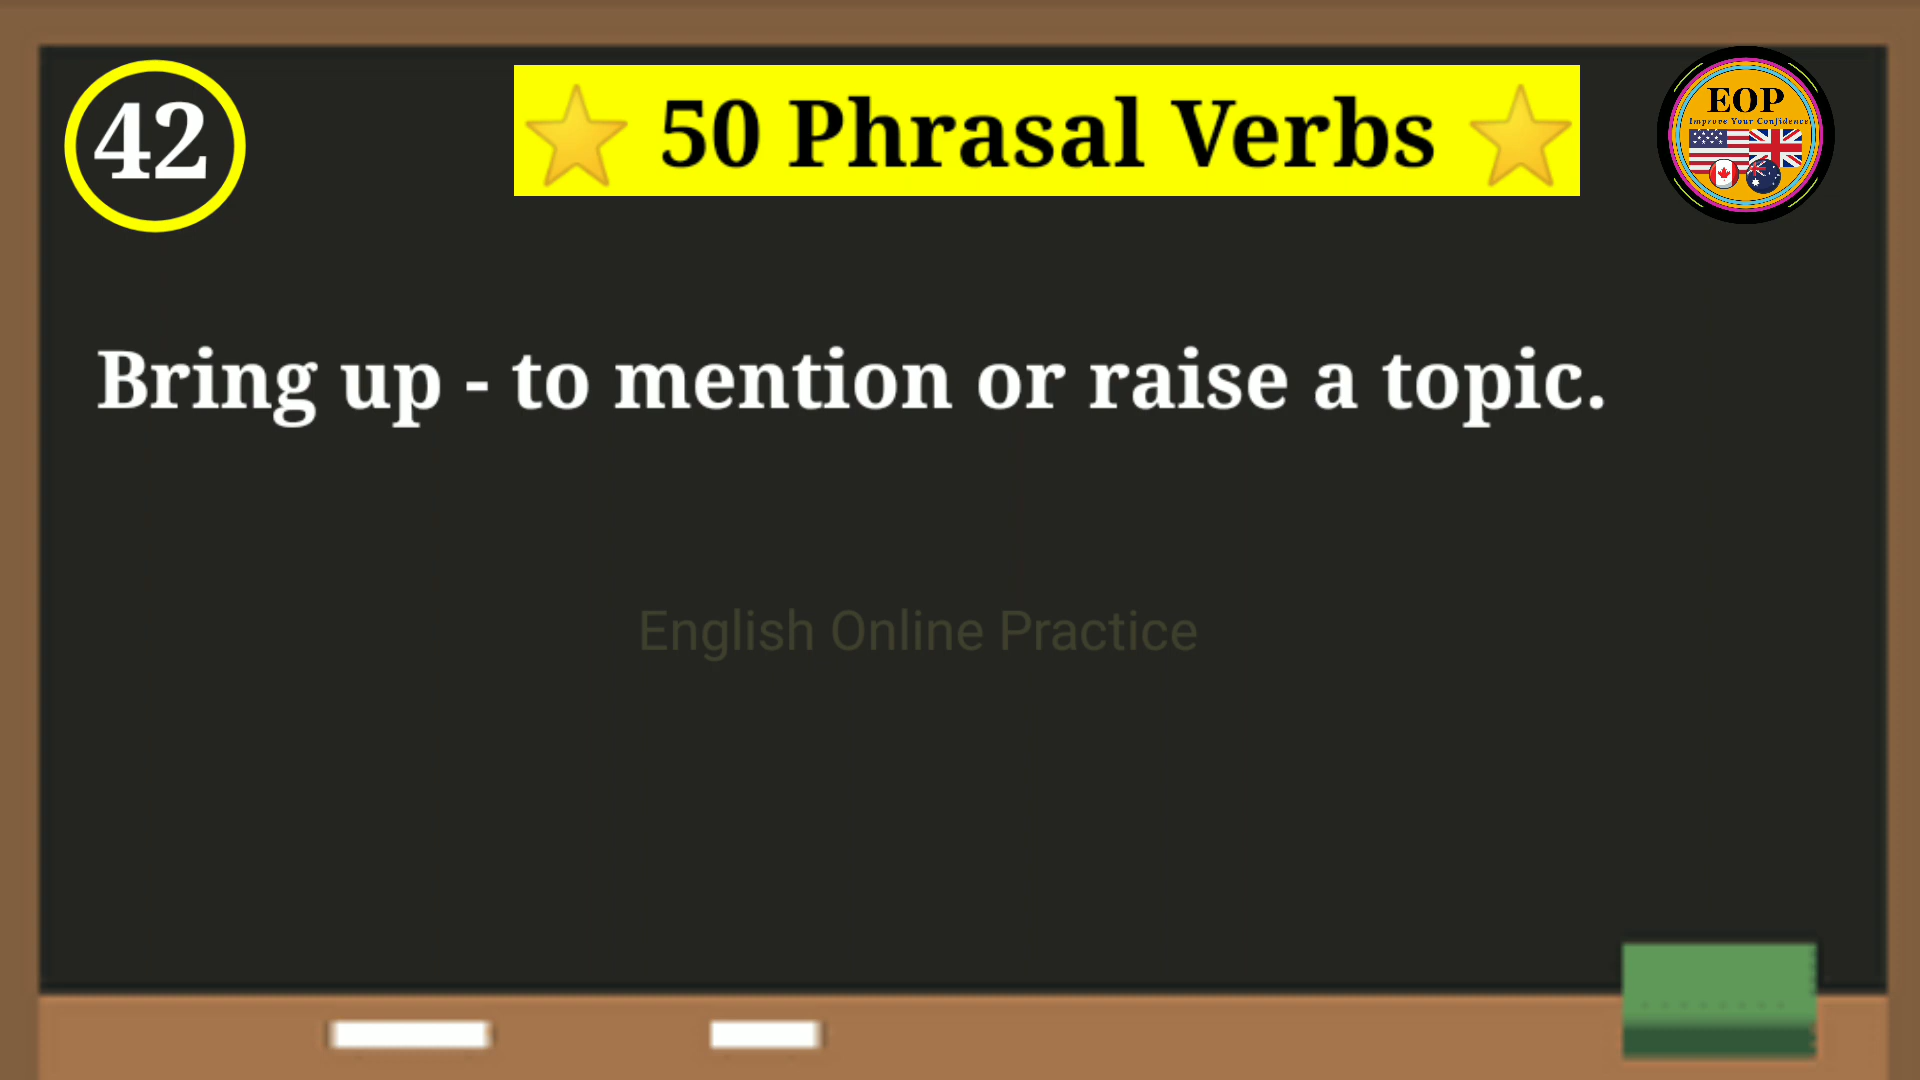 42
⭐ 50 Phrasal Verbs ⭐
EOP
Improve Your Confidence
Bring up - to mention or raise a topic.
English Online Practice